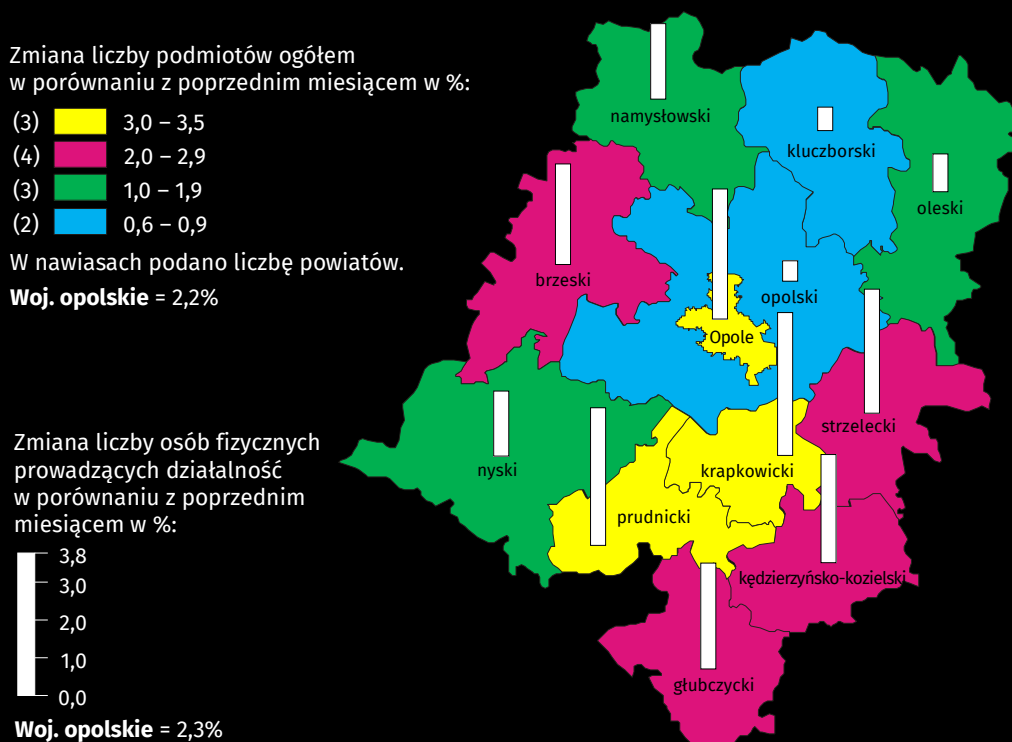 Zmiana liczby podmiotów ogółem
w porównaniu z poprzednim miesiącem w %:
(3) 3,0 – 3,5
(4) 2,0 – 2,9
(3) 1,0 – 1,9
(2) 0,6 – 0,9
W nawiasach podano liczbę powiatów.
Woj. opolskie = 2,2%
Zmiana liczby osób fizycznych
prowadzących działalność
w porównaniu z poprzednim
miesiącem w %:
3,8
3,0
2,0
1,0
0,0
Woj. opolskie = 2,3%
namysłowski
kluczborski
oleski
brzeski
opolski
Opole
strzelecki
nyski
krapkowicki
prudnicki
kędzierzyńsko-kozielski
głubczycki